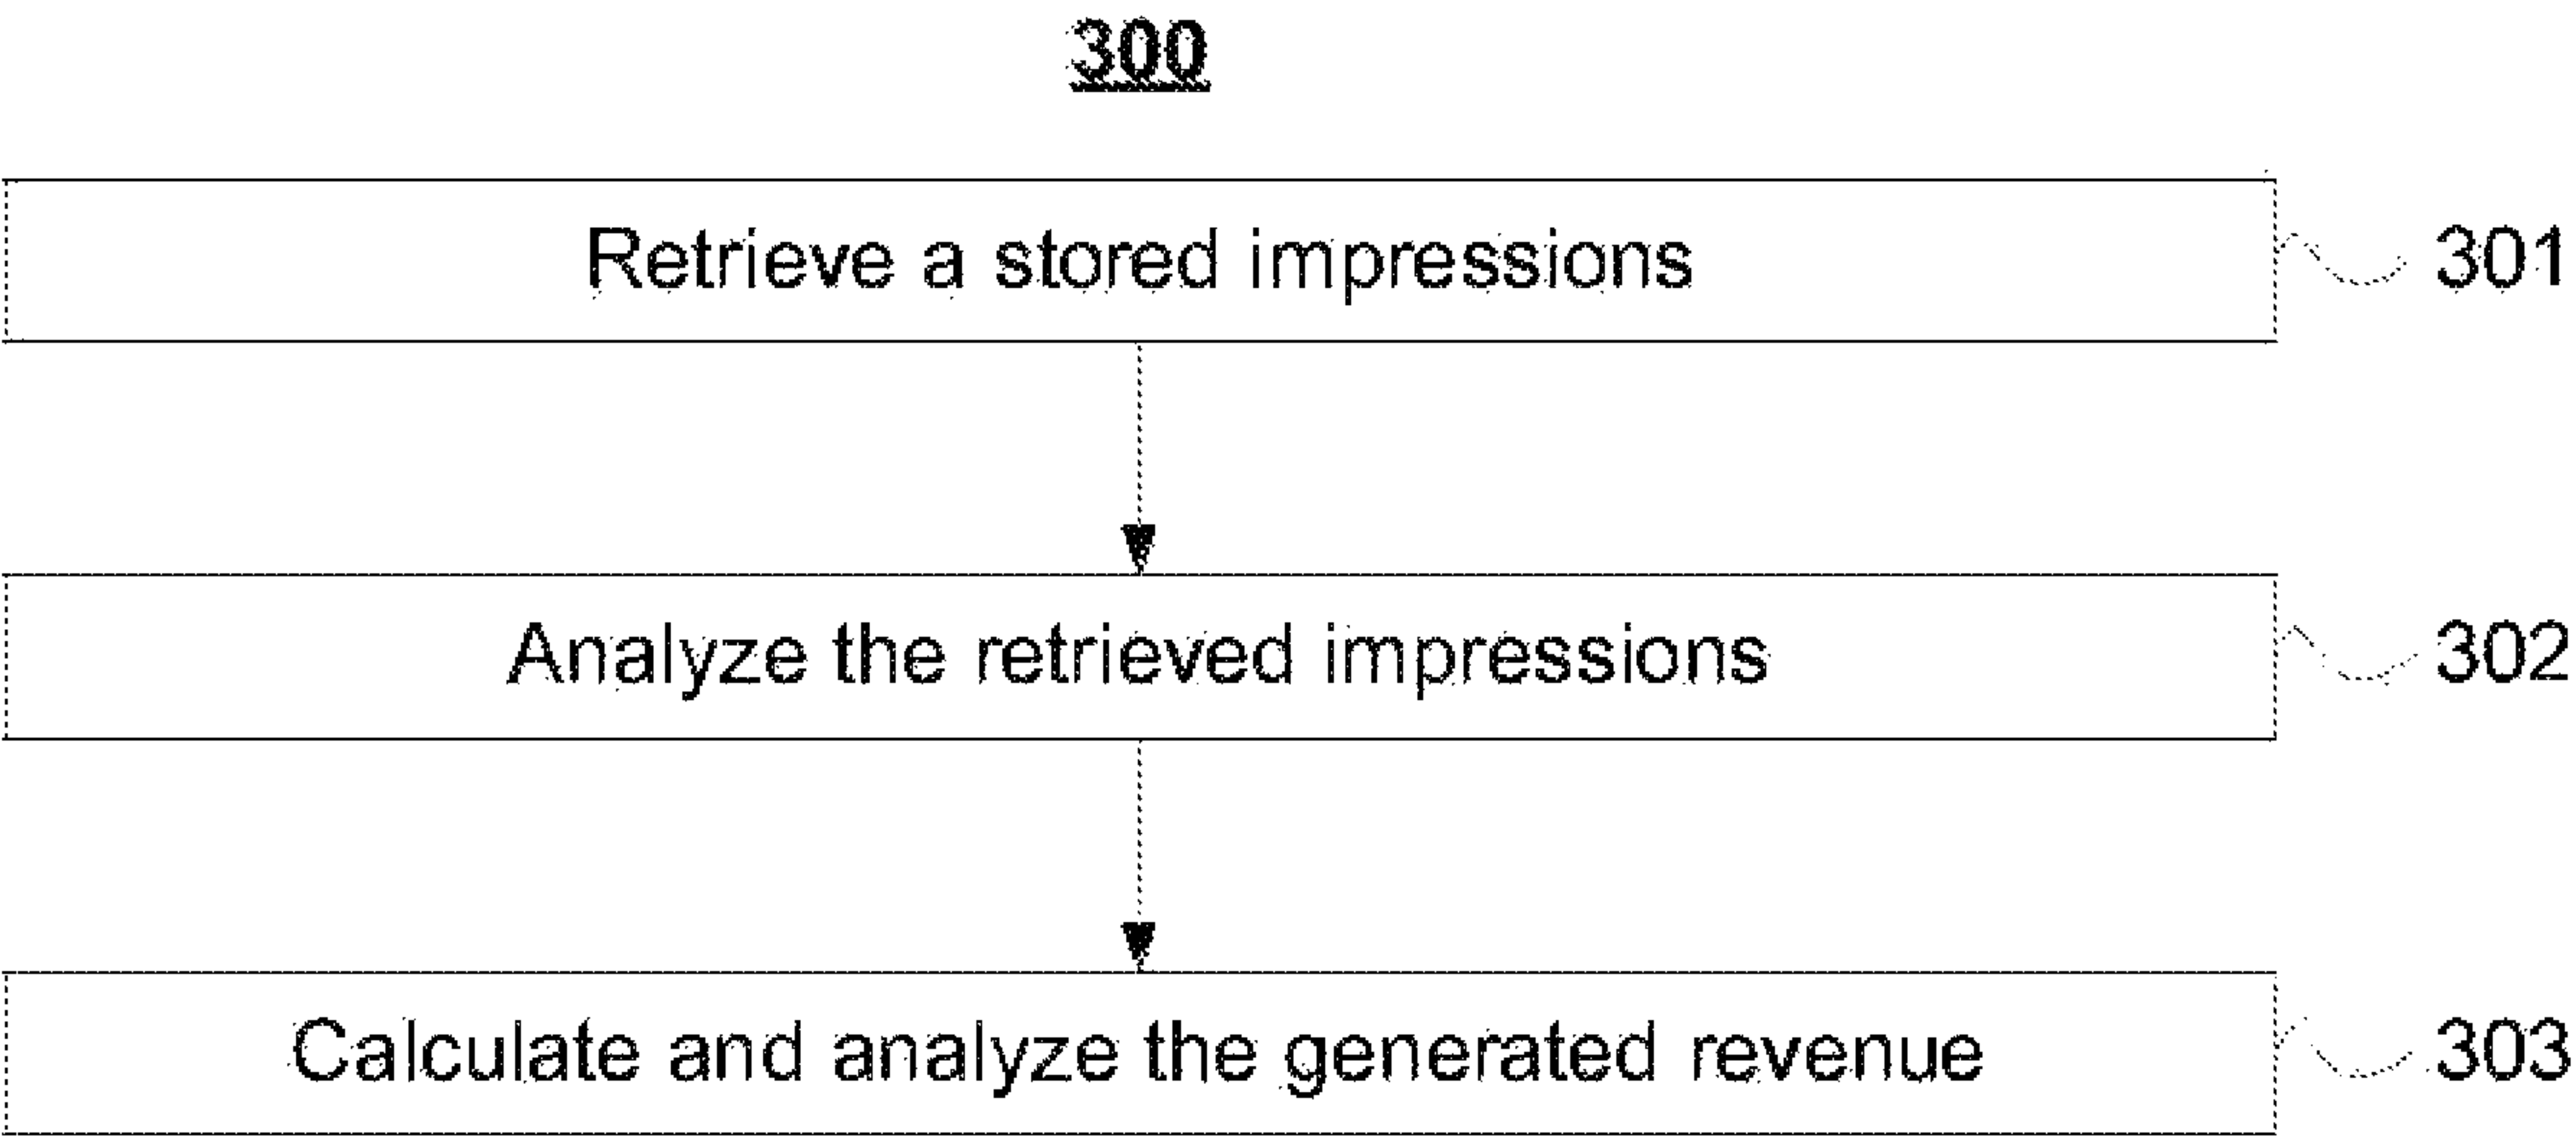 300
Retrieve a stored impressions 301
Analyze the retrieved impressions 302
Calculate and analyze the generated revenue 303